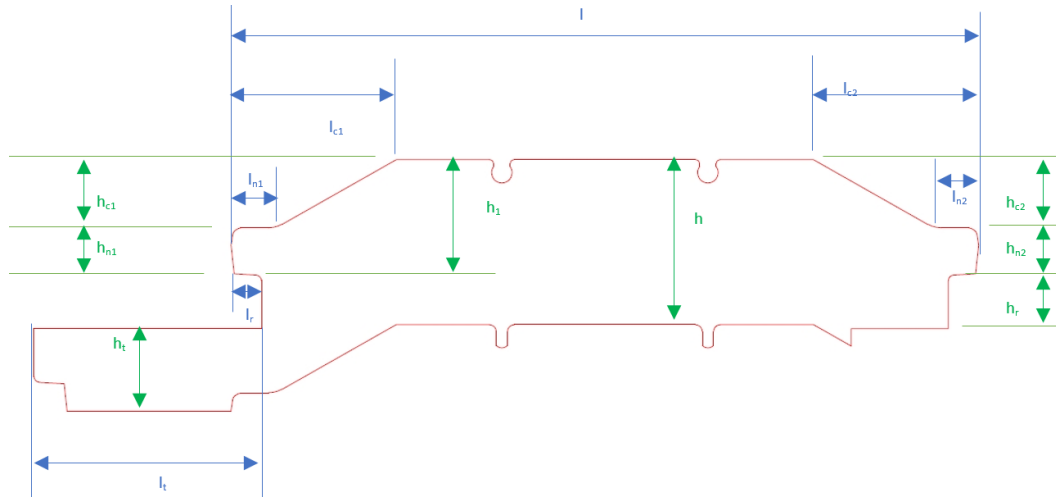 l
l_c1
l_c2
l_n1
l_n2
h_c1
h_1
h
h_c2
h_n1
h_n2
l_r
h_r
h_t
l_t